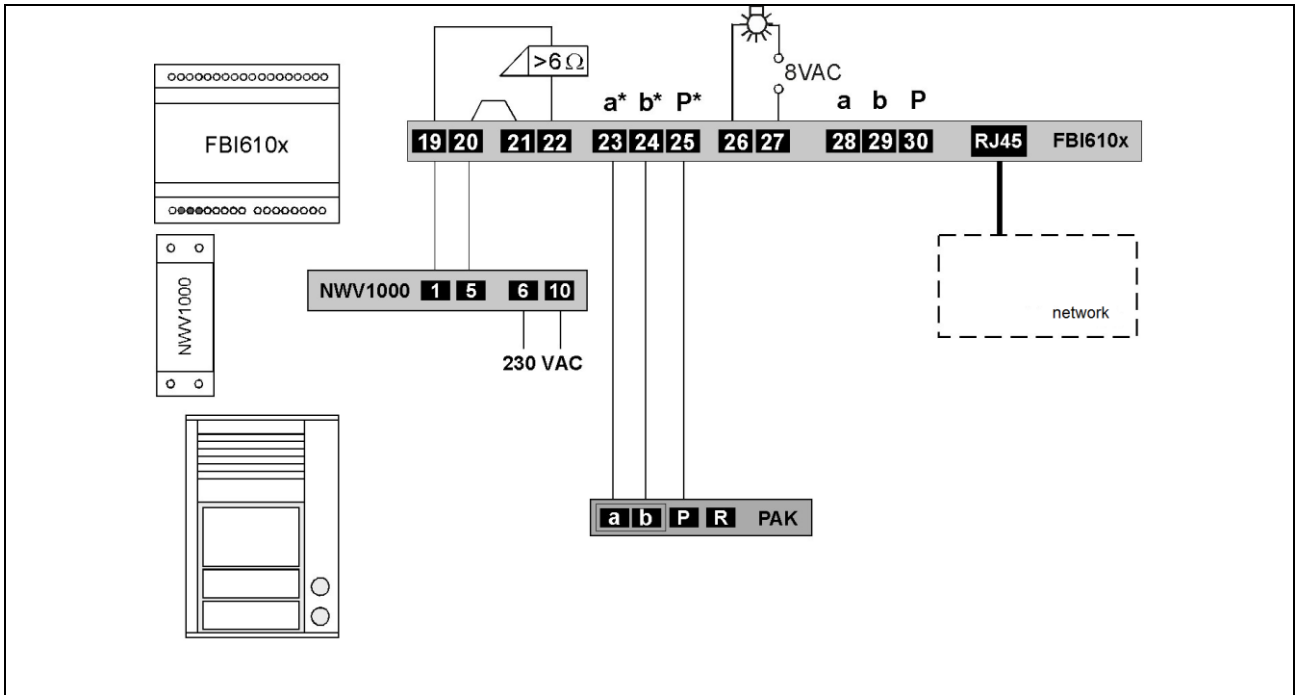 >6 Ω
8VAC
a* b* P* a b P
FBI610x
19 20 21 22 23 24 25 26 27 28 29 30 RJ45 FBI610x
NWV1000
NWV1000 1 5 6 10
network
230 VAC
a b P R PAK